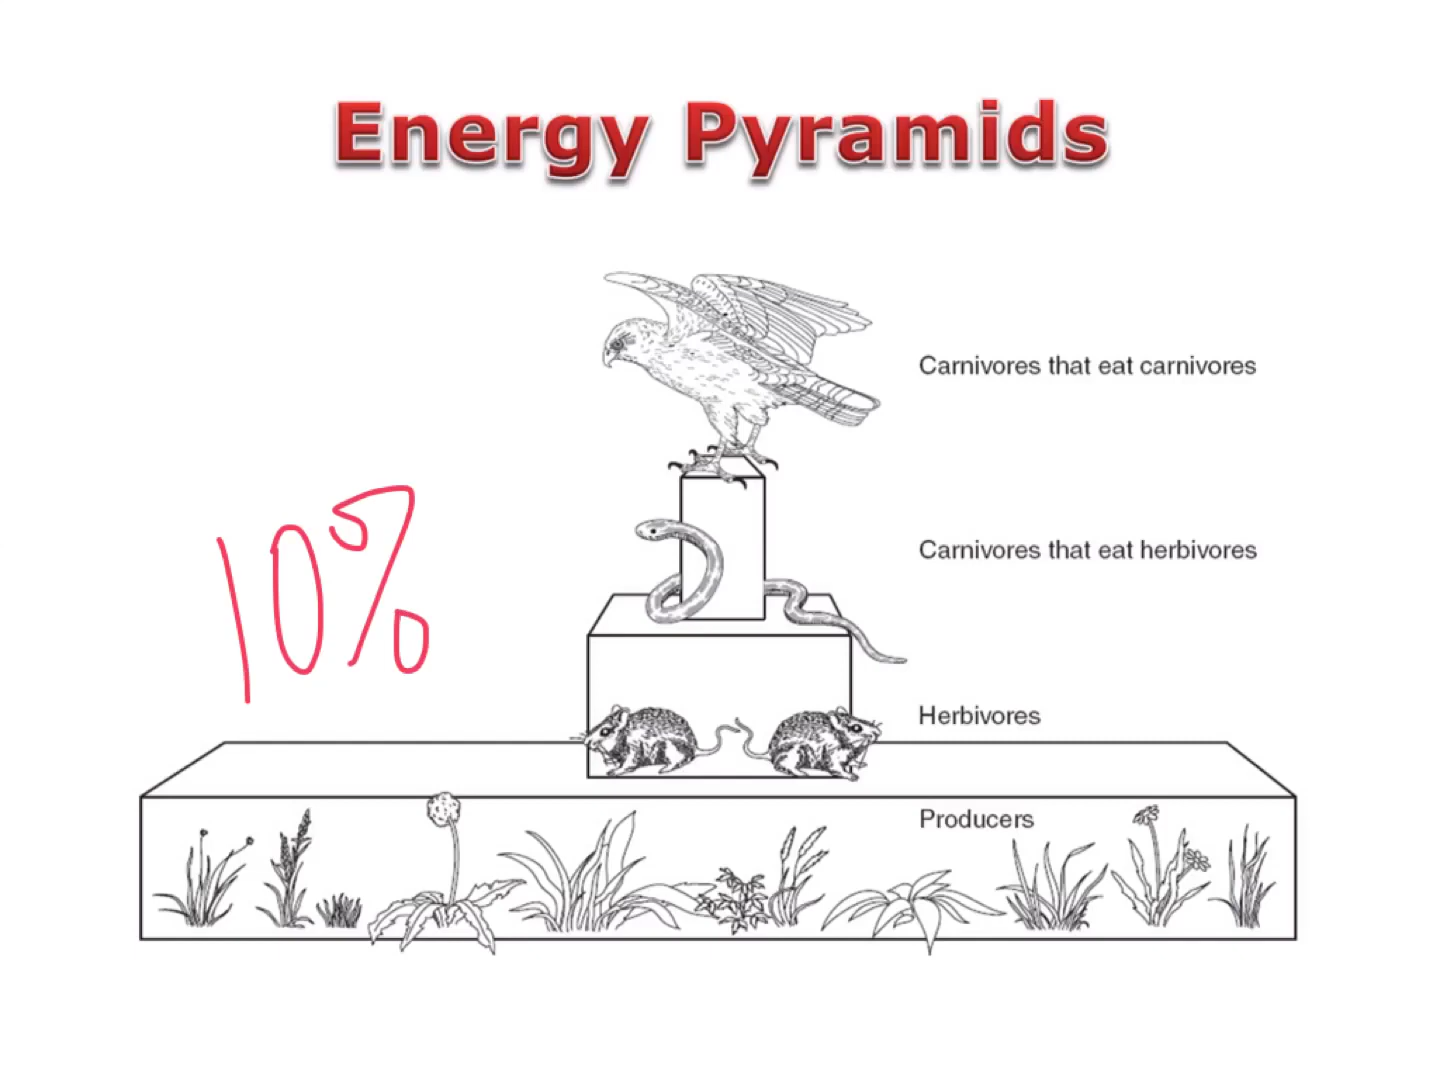 Energy Pyramids
Carnivores that eat carnivores
10%
Carnivores that eat herbivores
Herbivores
Producers